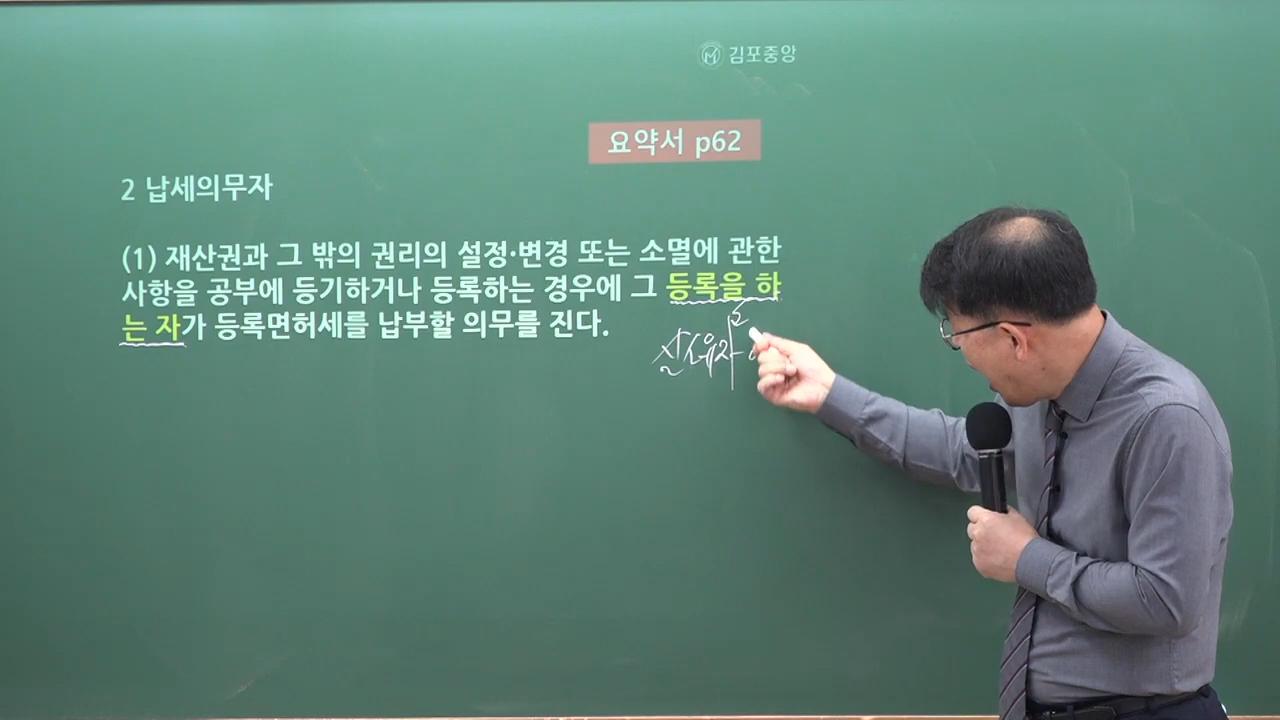 김포중앙
요약서 p62
2 납세의무자
(1) 재산권과 그 밖의 권리의 설정·변경 또는 소멸에 관한
사항을 공부에 등기하거나 등록하는 경우에 그 등록을 하
는 자가 등록면허세를 납부할 의무를 진다.
실소유자